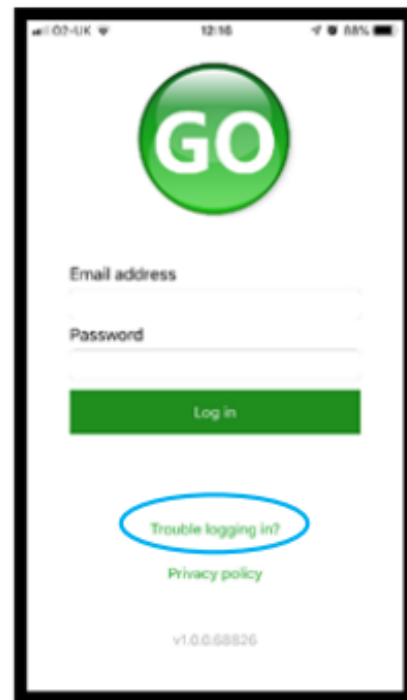 O2-UK 12:16 88%
GO
Email address
Password
Log in
Trouble logging in?
Privacy policy
v1.0.0.68826